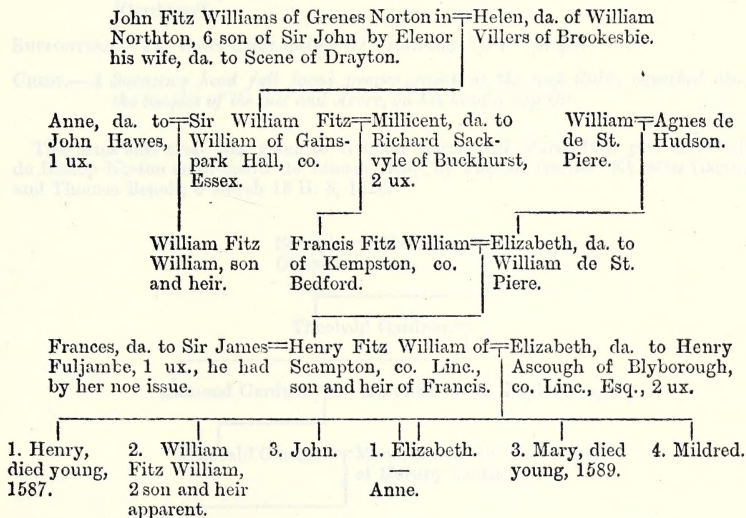 John Fitz Williams of Grenes Norton in
Northton, 6 son of Sir John by Elenor
his wife, da. to Scene of Drayton.
Helen, da. of William
Villers of Brookesbie.
Anne, da. to
John Hawes,
1 ux.
Sir William Fitz
William of Gains-
park Hall, co.
Essex.
Millicent, da. to
Richard Sack-
vyle of Buckhurst,
2 ux.
William
de St.
Piere.
Agnes de
Hudson.
William Fitz
William, son
and heir.
Francis Fitz William
of Kempston, co.
Bedford.
Elizabeth, da. to
William de St.
Piere.
Frances, da. to Sir James
Fuljambe, 1 ux., he had
by her noe issue.
Henry Fitz William of
Scampton, co. Linc.,
son and heir of Francis.
Elizabeth, da. to Henry
Ascough of Blyborough,
co. Linc., Esq., 2 ux.
1. Henry,
died young,
1587.
2. William
Fitz William,
2 son and heir
apparent.
3. John.
1. Elizabeth.
—
Anne.
3. Mary, died
young, 1589.
4. Mildred.